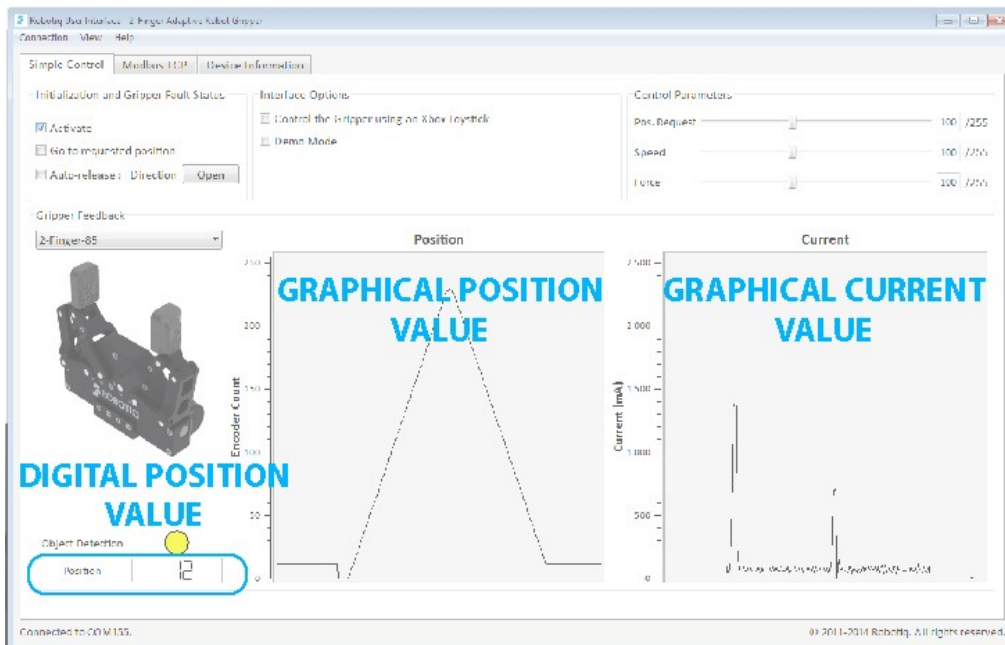 Robotiq User Interface - 2-Finger Adaptive Robot Gripper
Connection View Help
Simple Control Modbus TCP Device Information
Initialization and Gripper Fault Status
Activate
Go to requested position
Auto-release : Direction Open
Interface Options
Control the Gripper using an Xbox Joystick
Demo Mode
Control Parameters
Pos. Request 100 /255
Speed 100 /255
Force 100 /255
Gripper Feedback
2-Finger-85
ROBOTIQ
DIGITAL POSITION
VALUE
Object Detection
Position 12
Position
GRAPHICAL POSITION
VALUE
Encoder Count
250
200
150
100
50
0
Current
GRAPHICAL CURRENT
VALUE
Current (mA)
2 500
2 000
1 500
1 000
500
0
Connected to COM155.
© 2011-2014 Robotiq. All rights reserved.